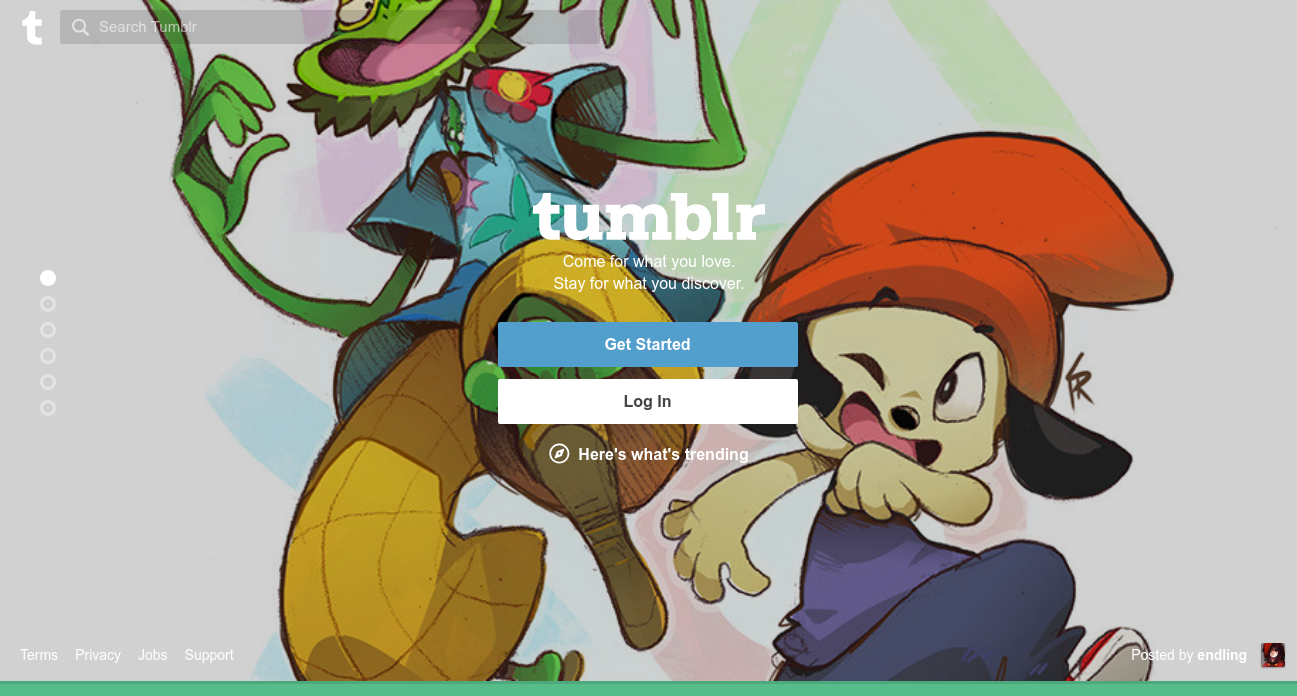 t
Search Tumblr
tumblr
Come for what you love.
Stay for what you discover.
Get Started
Log In
Here's what's trending
Terms Privacy Jobs Support
Posted by endling